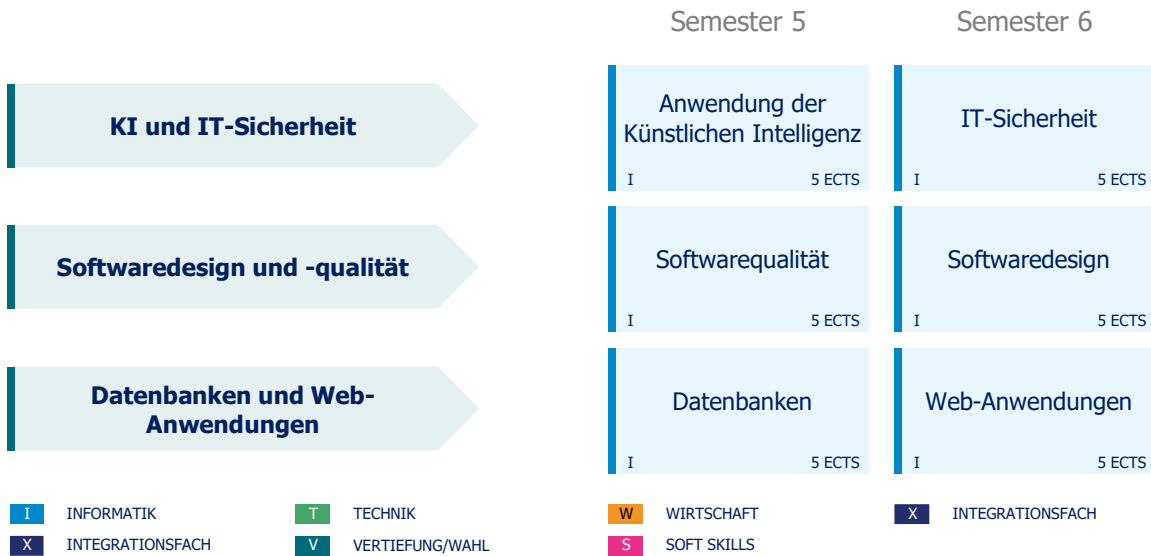 Semester 5
Semester 6
KI und IT-Sicherheit
Anwendung der
Künstlichen Intelligenz
I
5 ECTS
IT-Sicherheit
I
5 ECTS
Softwaredesign und -qualität
Softwarequalität
I
5 ECTS
Softwaredesign
I
5 ECTS
Datenbanken und Web-
Anwendungen
Datenbanken
I
5 ECTS
Web-Anwendungen
I
5 ECTS
I INFORMATIK
T TECHNIK
W WIRTSCHAFT
X INTEGRATIONSFACH
X INTEGRATIONSFACH
V VERTIEFUNG/WAHL
S SOFT SKILLS